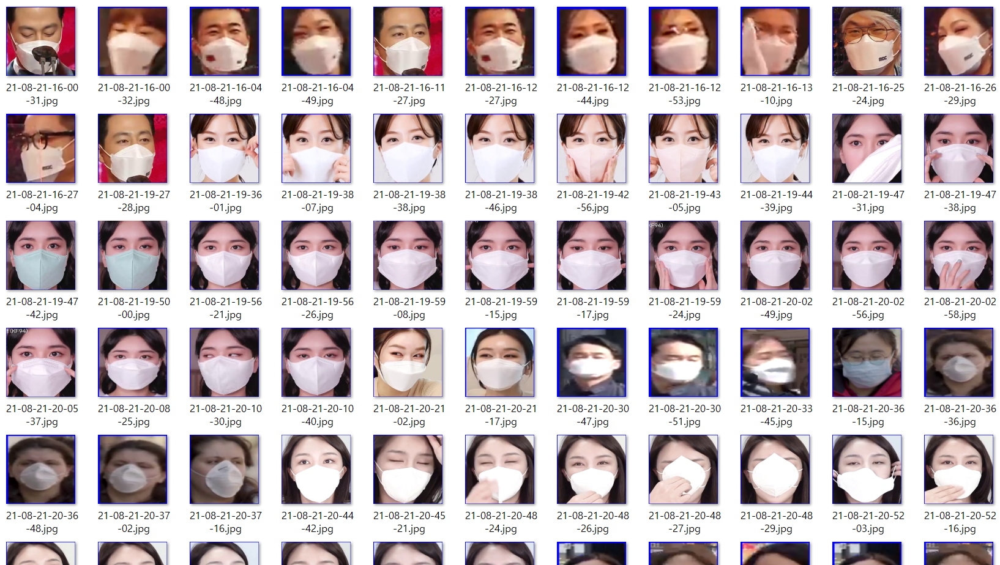 21-08-21-16-00
-31.jpg
21-08-21-16-00
-32.jpg
21-08-21-16-04
-48.jpg
21-08-21-16-04
-49.jpg
21-08-21-16-11
-27.jpg
21-08-21-16-12
-27.jpg
21-08-21-16-12
-44.jpg
21-08-21-16-12
-53.jpg
21-08-21-16-13
-10.jpg
21-08-21-16-25
-24.jpg
21-08-21-16-26
-29.jpg
21-08-21-16-27
-04.jpg
21-08-21-19-27
-28.jpg
21-08-21-19-36
-01.jpg
21-08-21-19-38
-07.jpg
21-08-21-19-38
-38.jpg
21-08-21-19-38
-46.jpg
21-08-21-19-42
-56.jpg
21-08-21-19-43
-05.jpg
21-08-21-19-44
-39.jpg
21-08-21-19-47
-31.jpg
21-08-21-19-47
-38.jpg
KF94)
21-08-21-19-47
-42.jpg
21-08-21-19-50
-00.jpg
21-08-21-19-56
-21.jpg
21-08-21-19-56
-26.jpg
21-08-21-19-59
-08.jpg
21-08-21-19-59
-15.jpg
21-08-21-19-59
-17.jpg
21-08-21-19-59
-24.jpg
21-08-21-20-02
-49.jpg
21-08-21-20-02
-56.jpg
21-08-21-20-02
-58.jpg
(KF94)
21-08-21-20-05
-37.jpg
21-08-21-20-08
-25.jpg
21-08-21-20-10
-30.jpg
21-08-21-20-10
-40.jpg
21-08-21-20-21
-02.jpg
21-08-21-20-21
-17.jpg
21-08-21-20-30
-47.jpg
21-08-21-20-30
-51.jpg
21-08-21-20-33
-45.jpg
21-08-21-20-36
-15.jpg
21-08-21-20-36
-36.jpg
21-08-21-20-36
-48.jpg
21-08-21-20-37
-02.jpg
21-08-21-20-37
-16.jpg
21-08-21-20-44
-42.jpg
21-08-21-20-45
-21.jpg
21-08-21-20-48
-24.jpg
21-08-21-20-48
-26.jpg
21-08-21-20-48
-27.jpg
21-08-21-20-48
-29.jpg
21-08-21-20-52
-03.jpg
21-08-21-20-52
-16.jpg